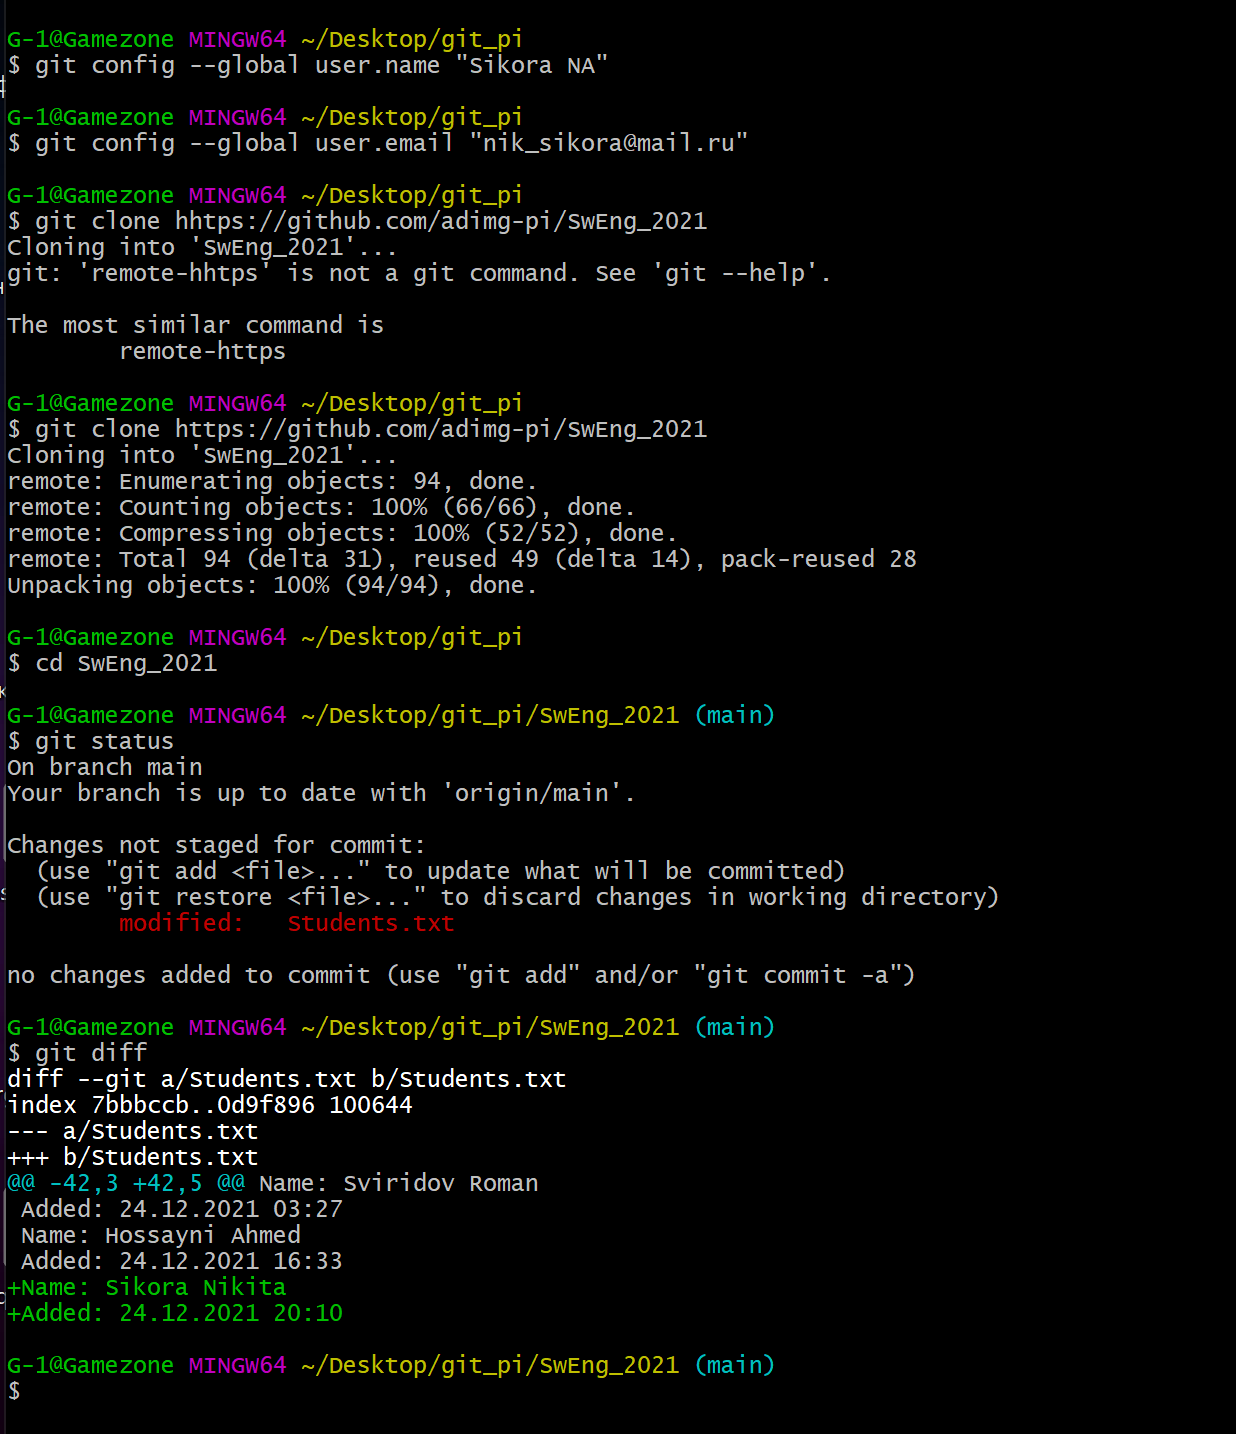 G-1@Gamezone MINGW64 ~/Desktop/git_pi
$ git config --global user.name "Sikora NA"
G-1@Gamezone MINGW64 ~/Desktop/git_pi
$ git config --global user.email "nik_sikora@mail.ru"
G-1@Gamezone MINGW64 ~/Desktop/git_pi
$ git clone hhtps://github.com/adimg-pi/SwEng_2021
Cloning into 'SwEng_2021'...
git: 'remote-hhtps' is not a git command. See 'git --help'.
The most similar command is
remote-https
G-1@Gamezone MINGW64 ~/Desktop/git_pi
$ git clone https://github.com/adimg-pi/SwEng_2021
Cloning into 'SwEng_2021'...
remote: Enumerating objects: 94, done.
remote: Counting objects: 100% (66/66), done.
remote: Compressing objects: 100% (52/52), done.
remote: Total 94 (delta 31), reused 49 (delta 14), pack-reused 28
Unpacking objects: 100% (94/94), done.
G-1@Gamezone MINGW64 ~/Desktop/git_pi
$ cd SwEng_2021
G-1@Gamezone MINGW64 ~/Desktop/git_pi/SwEng_2021 (main)
$ git status
On branch main
Your branch is up to date with 'origin/main'.
Changes not staged for commit:
(use "git add <file>..." to update what will be committed)
(use "git restore <file>..." to discard changes in working directory)
modified:   Students.txt
no changes added to commit (use "git add" and/or "git commit -a")
G-1@Gamezone MINGW64 ~/Desktop/git_pi/SwEng_2021 (main)
$ git diff
diff --git a/Students.txt b/Students.txt
index 7bbbccb..0d9f896 100644
--- a/Students.txt
+++ b/Students.txt
@@ -42,3 +42,5 @@ Name: Sviridov Roman
Added: 24.12.2021 03:27
Name: Hossayni Ahmed
Added: 24.12.2021 16:33
+Name: Sikora Nikita
+Added: 24.12.2021 20:10
G-1@Gamezone MINGW64 ~/Desktop/git_pi/SwEng_2021 (main)
$